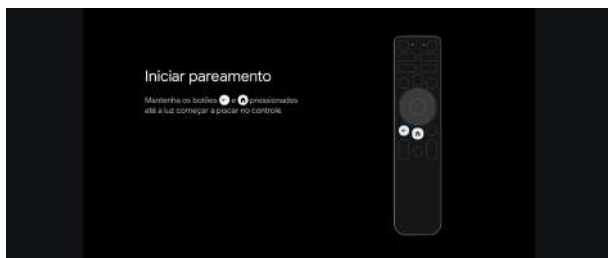 Iniciar pareamento
Mantenha os botões e pressionados
até a luz começar a piscar no controle